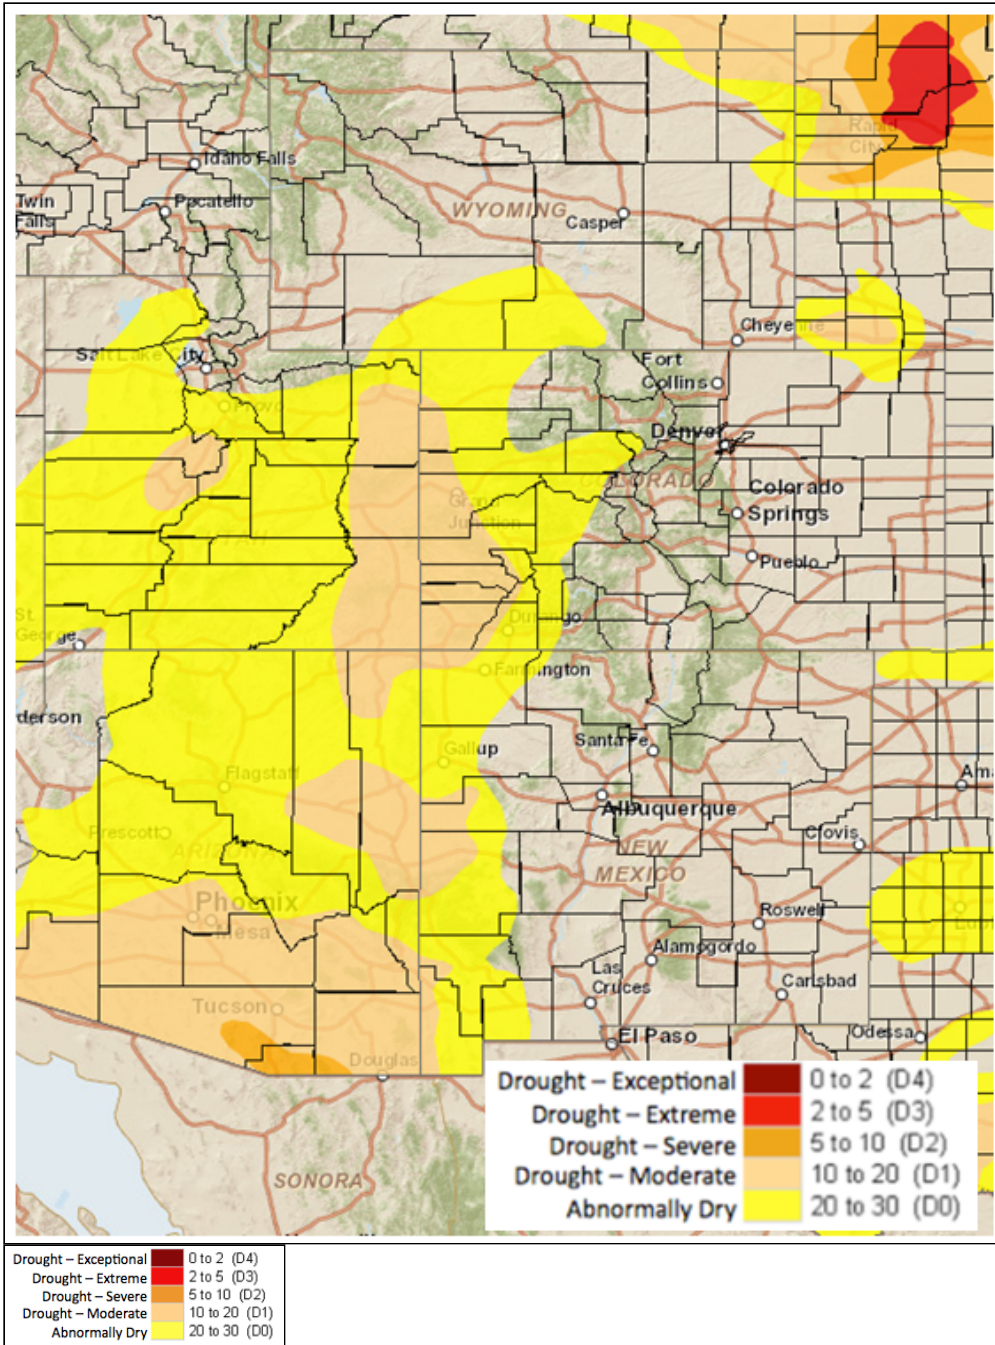 Rapid
City
Idaho Falls
Twin
Falls
Pocatello
WYOMING
Casper
Cheyenne
Salt Lake City
Fort
Collins
Provo
Denver
COLORADO
Colorado
Springs
Grand
Junction
UTAH
Pueblo
St.
George
Durango
Farmington
derson
Santa Fe
Gallup
Flagstaff
Ama
Albuquerque
Prescott
Clovis
ARIZONA
NEW
MEXICO
Phoenix
Mesa
Roswell
Lubb
Alamogordo
Las
Cruces
Carlsbad
Tucson
Odessa
El Paso
Douglas
SONORA
Drought – Exceptional 0 to 2 (D4)
Drought – Extreme 2 to 5 (D3)
Drought – Severe 5 to 10 (D2)
Drought – Moderate 10 to 20 (D1)
Abnormally Dry 20 to 30 (D0)
Drought – Exceptional 0 to 2 (D4)
Drought – Extreme 2 to 5 (D3)
Drought – Severe 5 to 10 (D2)
Drought – Moderate 10 to 20 (D1)
Abnormally Dry 20 to 30 (D0)